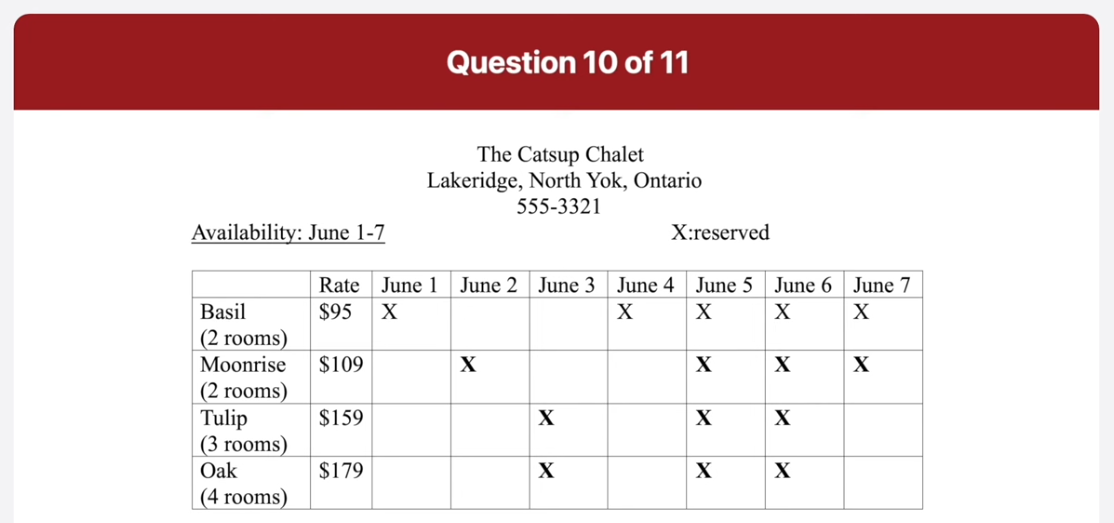 Question 10 of 11
The Catsup Chalet
Lakeridge, North Yok, Ontario
555-3321
Availability: June 1-7 X:reserved
Rate June 1 June 2 June 3 June 4 June 5 June 6 June 7
Basil $95 X X X X X
(2 rooms)
Moonrise $109 X X X X
(2 rooms)
Tulip $159 X X X
(3 rooms)
Oak $179 X X X
(4 rooms)